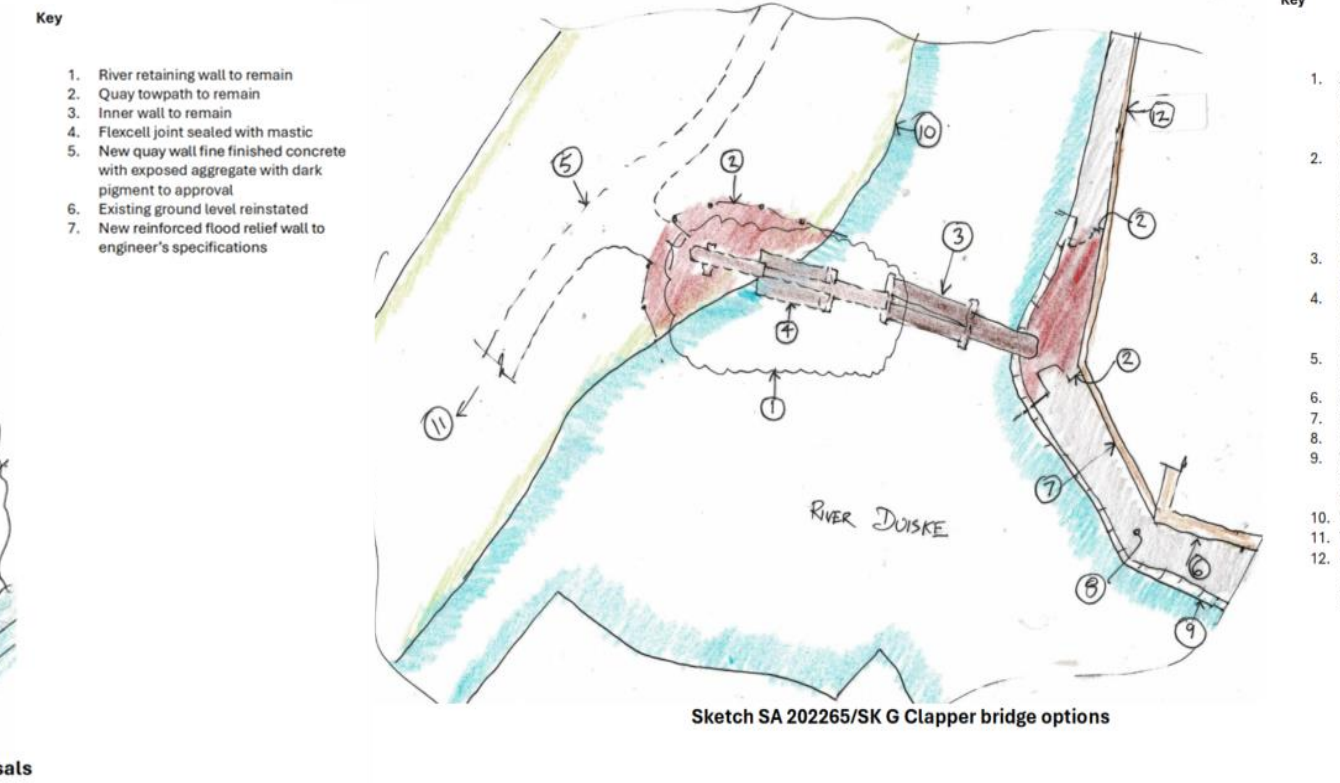 Key
1. River retaining wall to remain
2. Quay towpath to remain
3. Inner wall to remain
4. Flexcell joint sealed with mastic
5. New quay wall fine finished concrete
with exposed aggregate with dark
pigment to approval
6. Existing ground level reinstated
7. New reinforced flood relief wall to
engineer's specifications
10
12
5
2
2
3
4
2
1
11
7
RIVER DUISKE
6
8
9
Sketch SA 202265/SK G Clapper bridge options
Key
1.
2.
3.
4.
5.
6.
7.
8.
9.
10.
11.
12.
sals